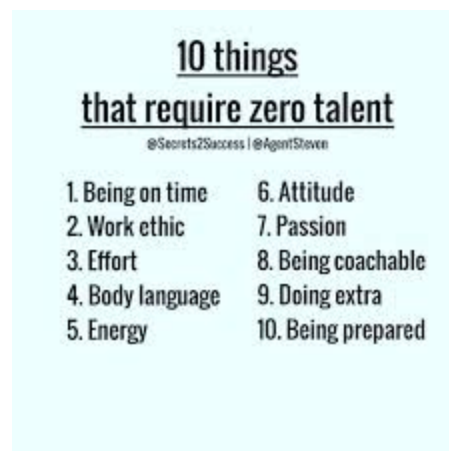 10 things
that require zero talent
@Secrets2Success | @AgentSteven
1. Being on time
2. Work ethic
3. Effort
4. Body language
5. Energy
6. Attitude
7. Passion
8. Being coachable
9. Doing extra
10. Being prepared